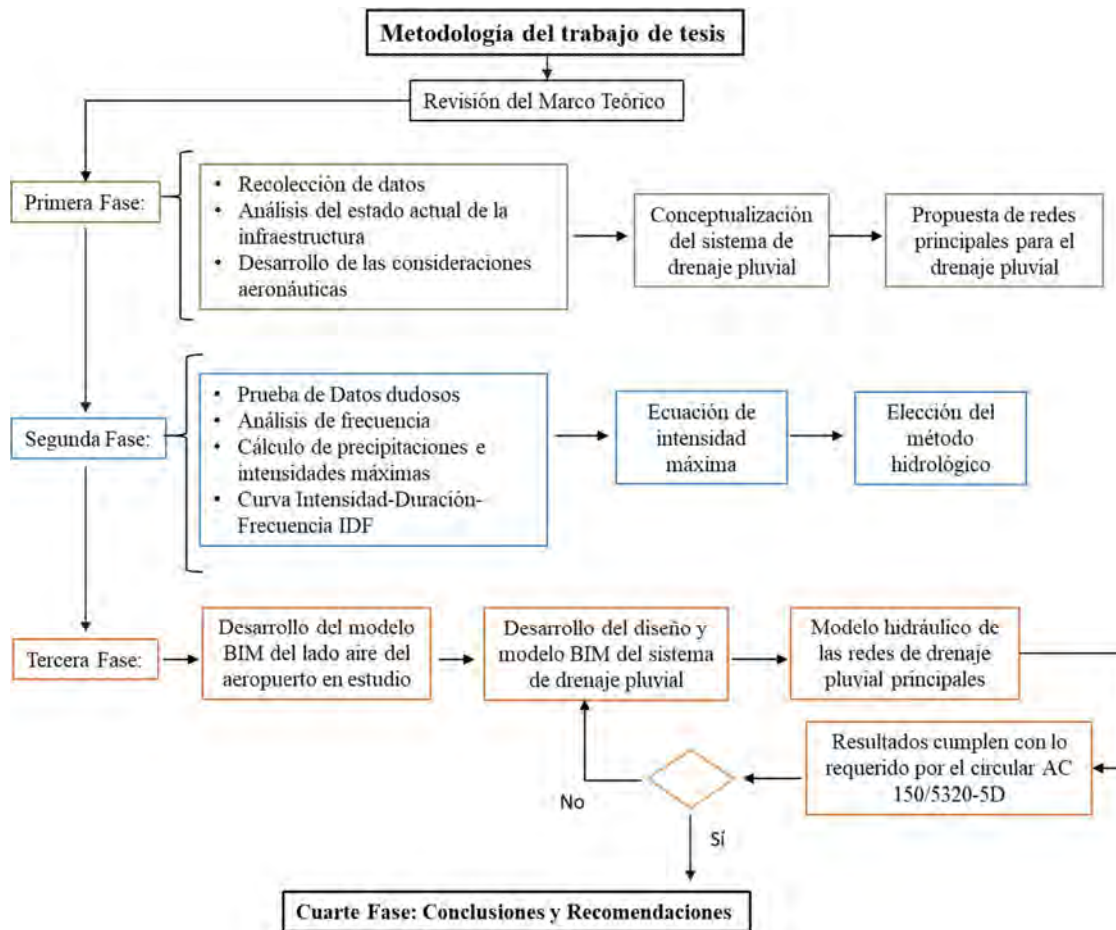 Metodología del trabajo de tesis
Revisión del Marco Teórico
Primera Fase:
• Recolección de datos
• Análisis del estado actual de la
infraestructura
• Desarrollo de las consideraciones
aeronáuticas
Conceptualización
del sistema de
drenaje pluvial
Propuesta de redes
principales para el
drenaje pluvial
Segunda Fase:
• Prueba de Datos dudosos
• Análisis de frecuencia
• Cálculo de precipitaciones e
intensidades máximas
• Curva Intensidad-Duración-
Frecuencia IDF
Ecuación de
intensidad
máxima
Elección del
método
hidrológico
Tercera Fase:
Desarrollo del modelo
BIM del lado aire del
aeropuerto en estudio
Desarrollo del diseño y
modelo BIM del sistema
de drenaje pluvial
Modelo hidráulico de
las redes de drenaje
pluvial principales
Resultados cumplen con lo
requerido por el circular AC
150/5320-5D
No
Sí
Cuarte Fase: Conclusiones y Recomendaciones